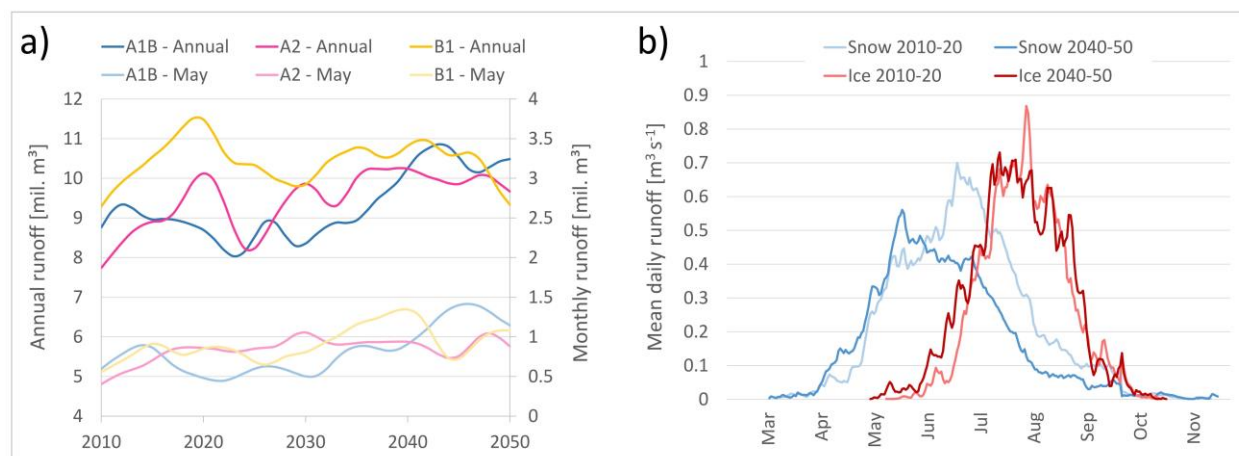 a)
A1B - Annual A2 - Annual B1 - Annual
A1B - May A2 - May B1 - May
Annual runoff [mil. m³]
12
11
10
9
8
7
6
5
4
Monthly runoff [mil. m³]
4
3.5
3
2.5
2
1.5
1
0.5
0
2010 2020 2030 2040 2050
b)
Snow 2010-20 Snow 2040-50
Ice 2010-20 Ice 2040-50
Mean daily runoff [m³ s⁻¹]
1
0.9
0.8
0.7
0.6
0.5
0.4
0.3
0.2
0.1
0
Mar Apr May Jun Jul Aug Sep Oct Nov